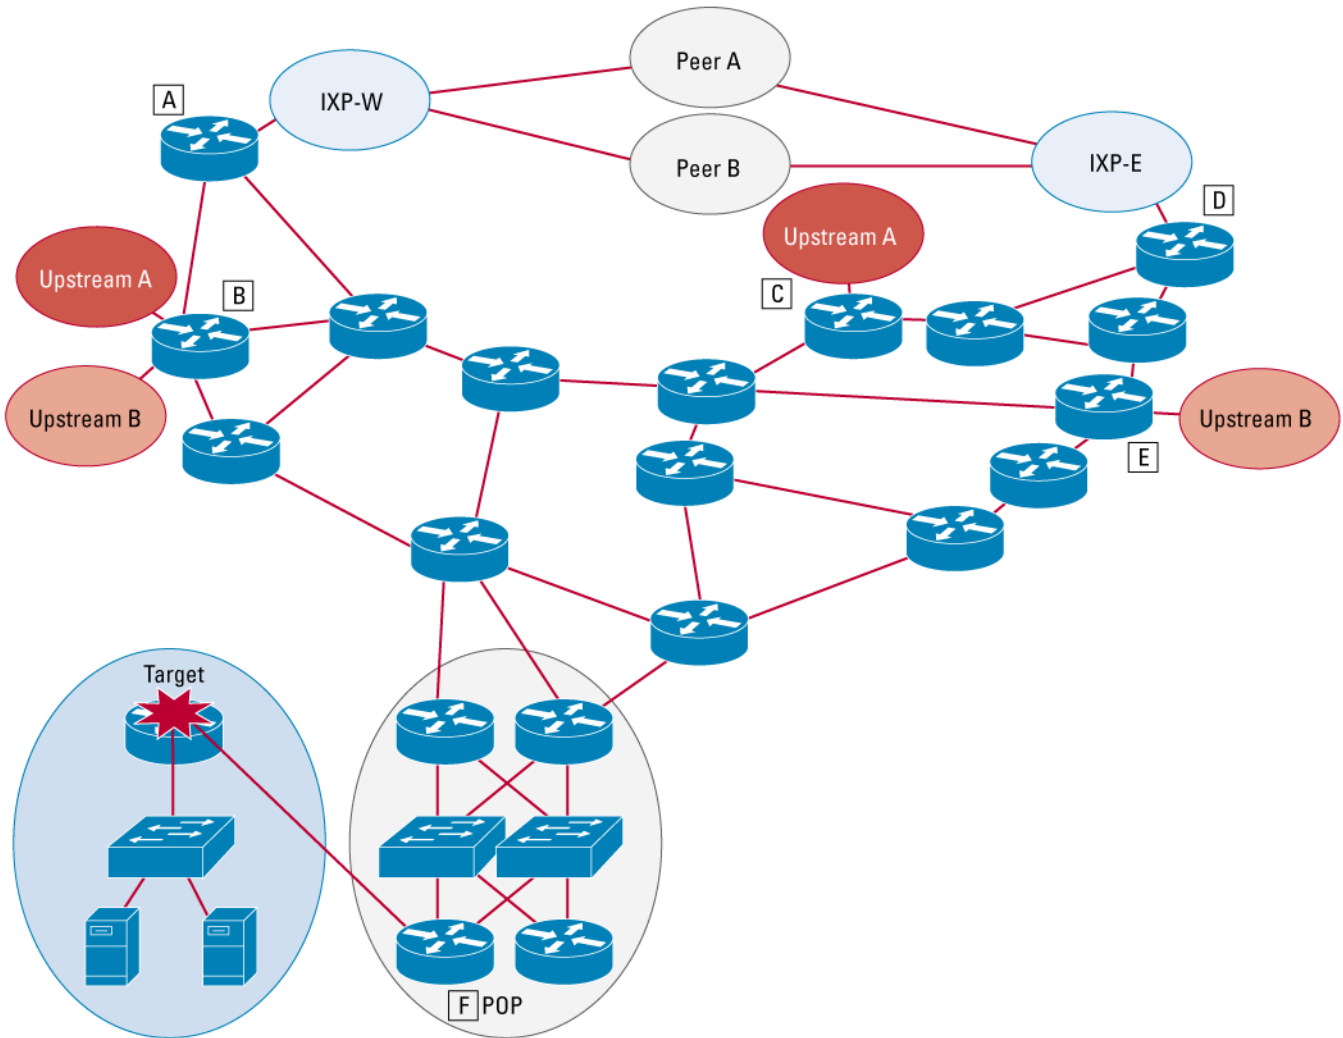 Peer A
A
IXP-W
Peer B
IXP-E
D
Upstream A
Upstream A
B
C
Upstream B
Upstream B
E
Target
F POP